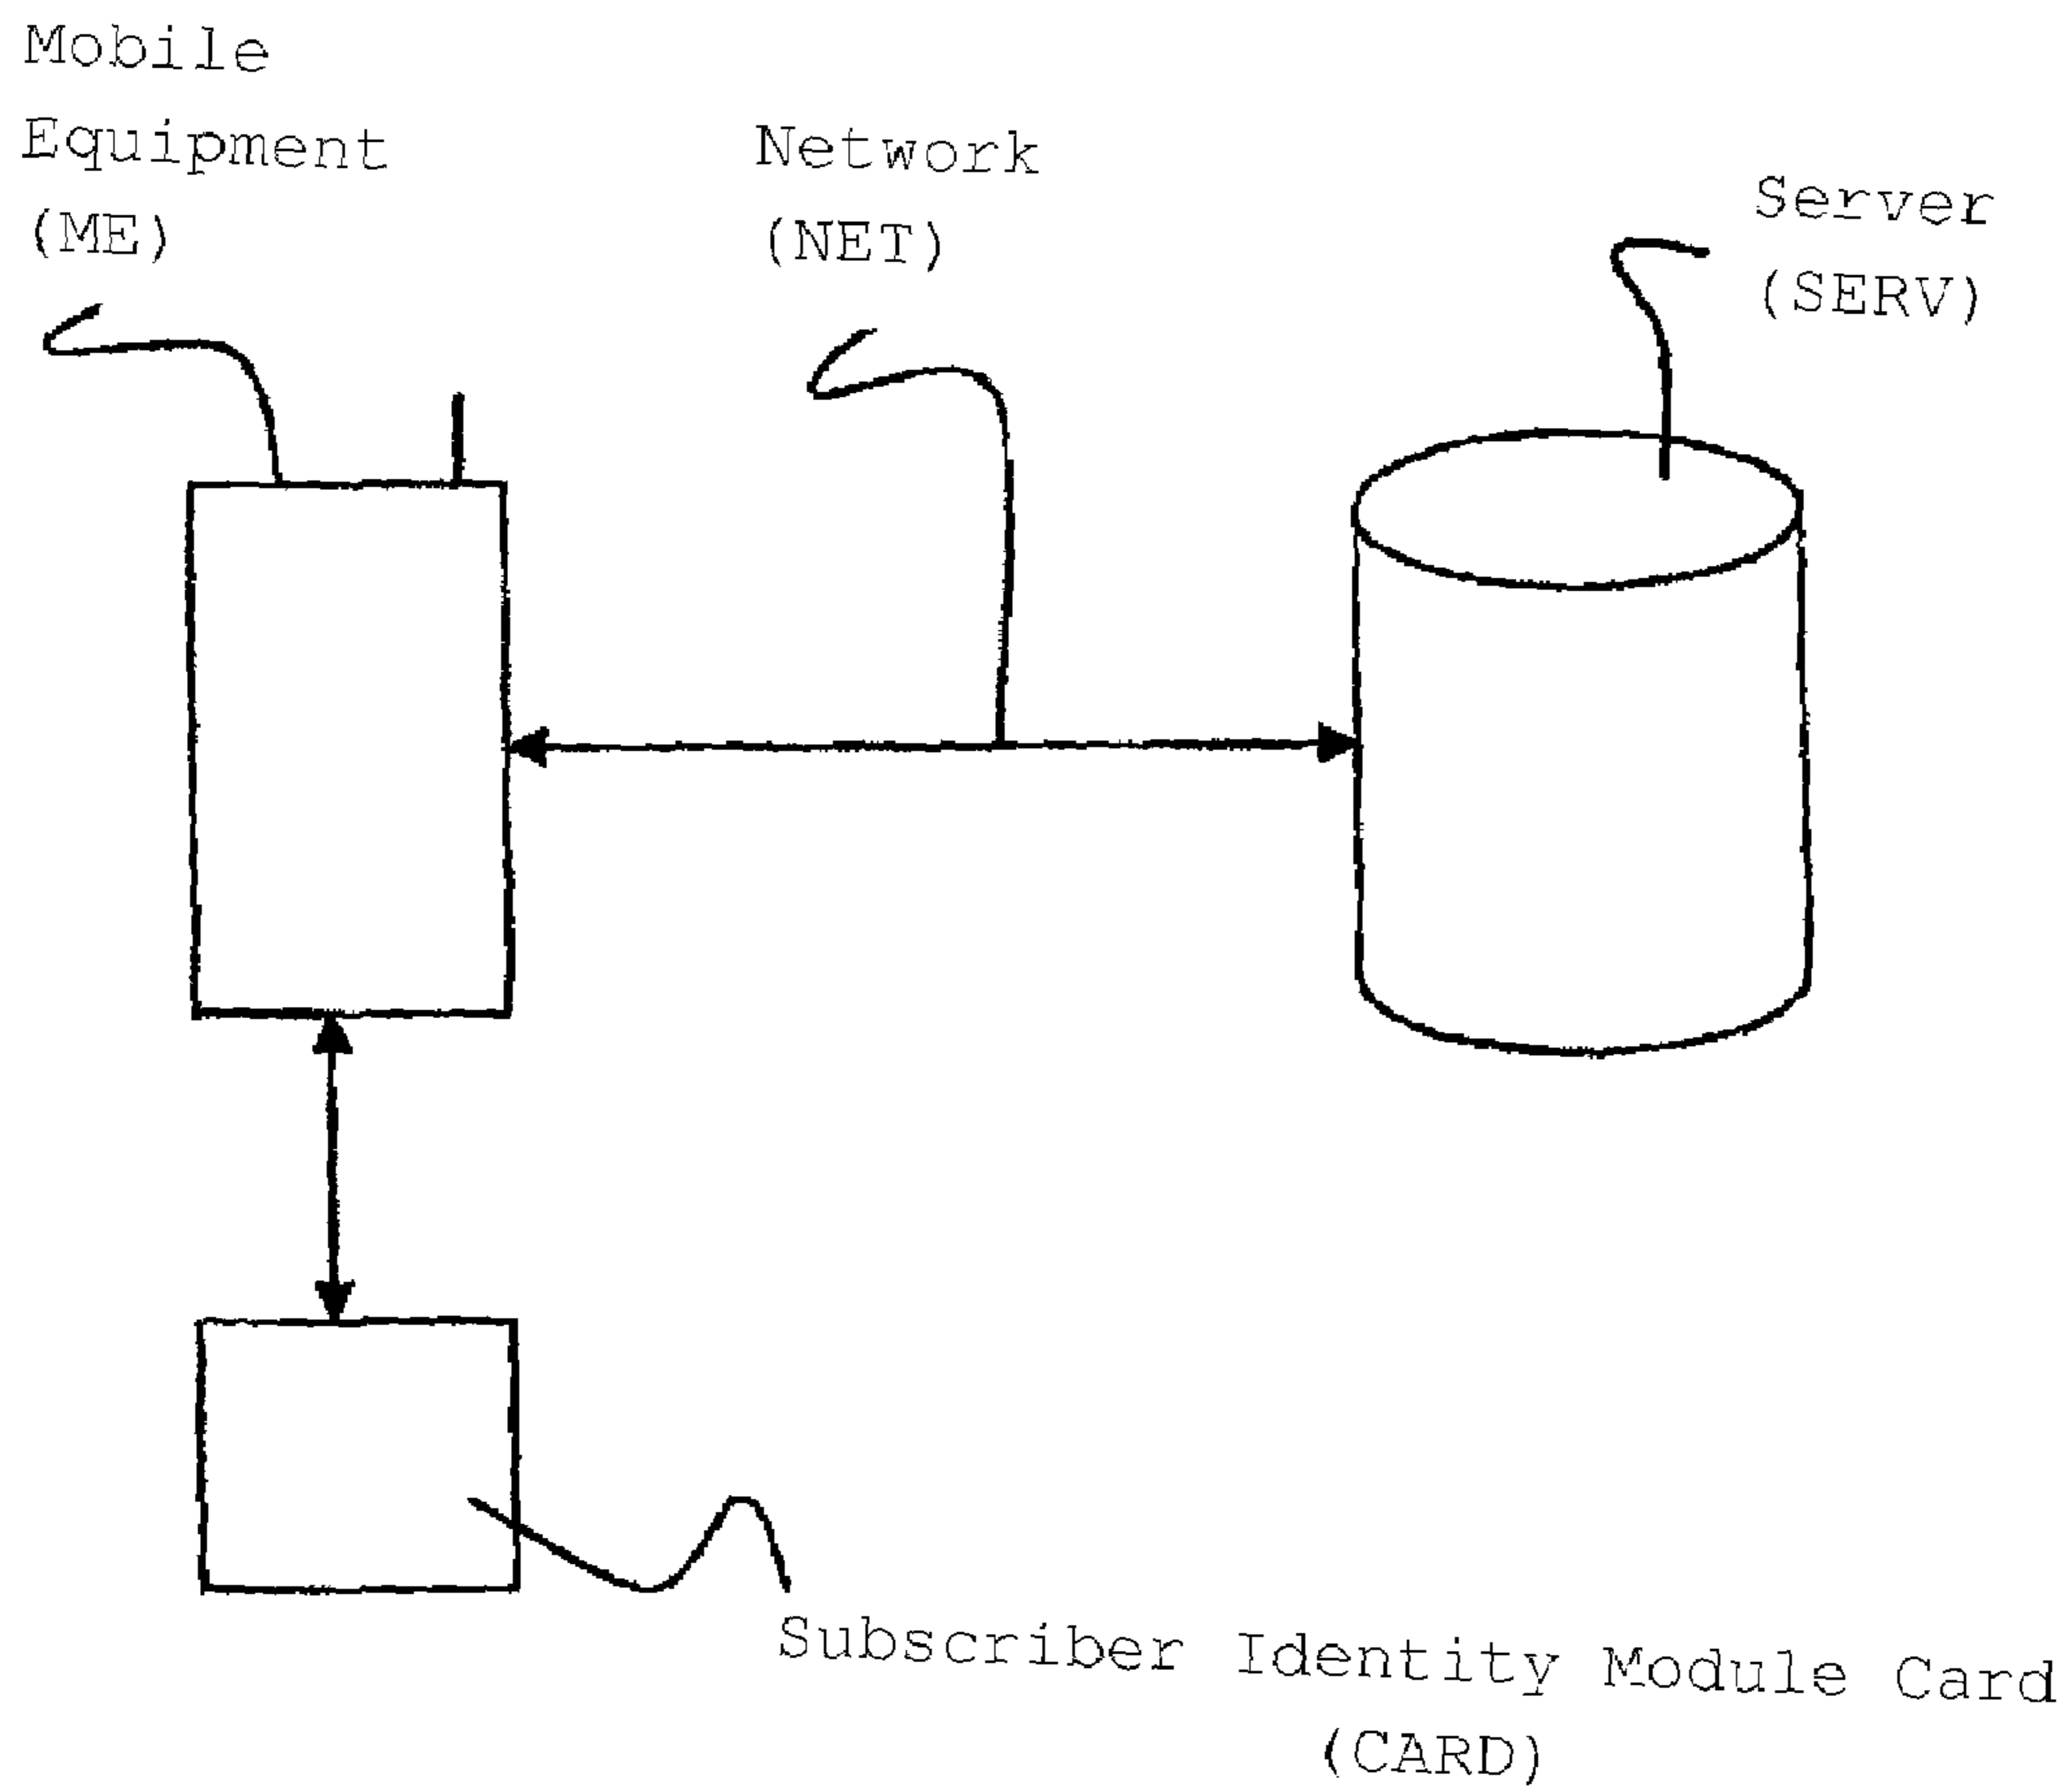 Mobile
Equipment
(ME)
Network
(NET)
Server
(SERV)
Subscriber Identity Module Card
(CARD)